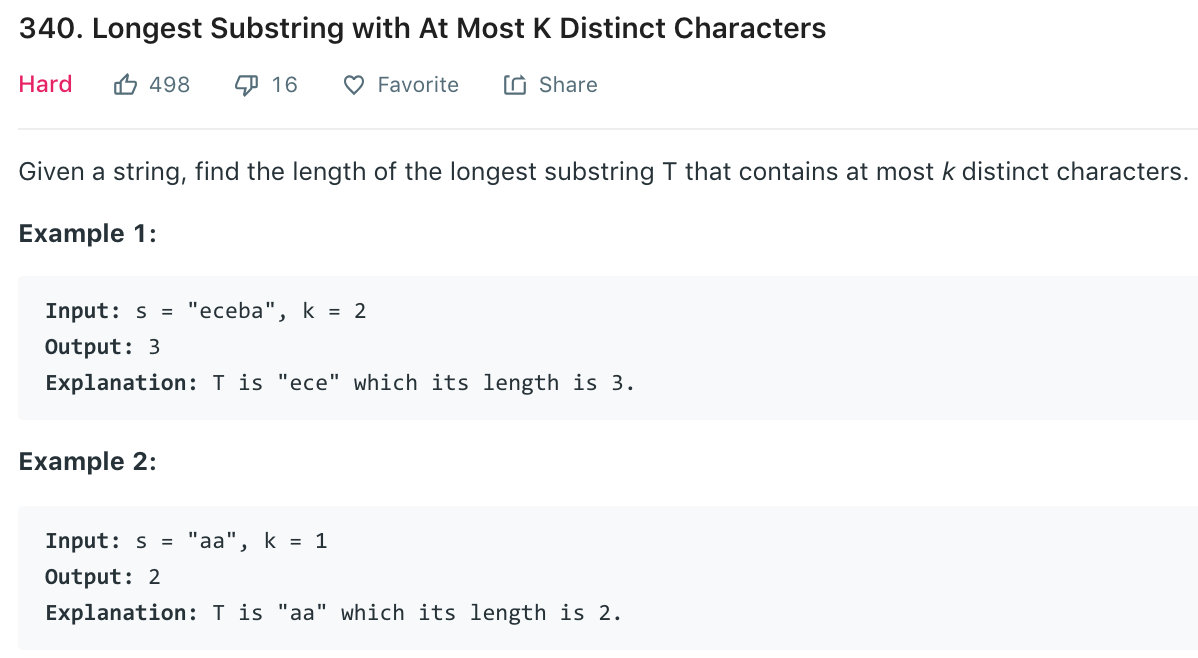 340. Longest Substring with At Most K Distinct Characters
Hard 498 16 Favorite Share
Given a string, find the length of the longest substring T that contains at most k distinct characters.
Example 1:
Input: s = "eceba", k = 2
Output: 3
Explanation: T is "ece" which its length is 3.
Example 2:
Input: s = "aa", k = 1
Output: 2
Explanation: T is "aa" which its length is 2.